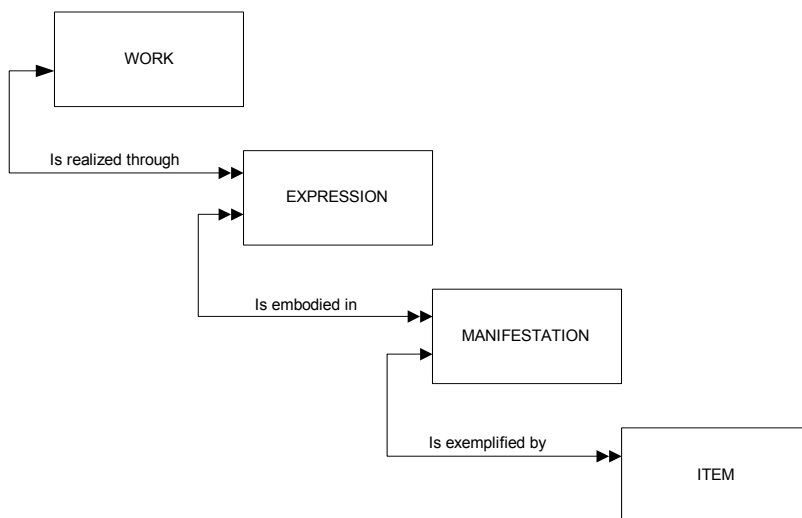 WORK
Is realized through
EXPRESSION
Is embodied in
MANIFESTATION
Is exemplified by
ITEM